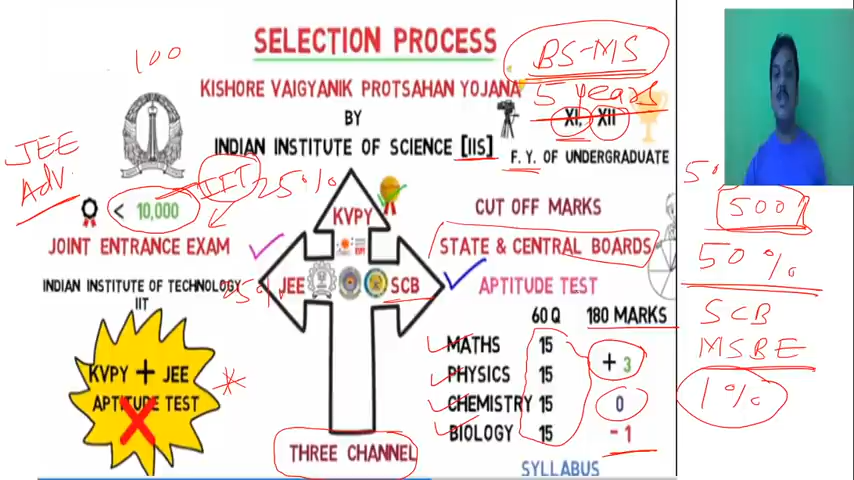 100
SELECTION PROCESS
BS-MS
KISHORE VAIGYANIK PROTSAHAN YOJANA
5 years
BY
XI, XII
INDIAN INSTITUTE OF SCIENCE [IIS]
F. Y. OF UNDERGRADUATE
JEE
Adv.
IIT
25%
< 10,000
KVPY
CUT OFF MARKS
500
JOINT ENTRANCE EXAM
STATE & CENTRAL BOARDS
50%
INDIAN INSTITUTE OF TECHNOLOGY
IIT
JEE
SCB
APTITUDE TEST
25%
60 Q
180 MARKS
SCB
MSBE
MATHS 15
+ 3
PHYSICS 15
CHEMISTRY 15
0
BIOLOGY 15
- 1
1%
KVPY + JEE
APTITUDE TEST
THREE CHANNEL
SYLLABUS